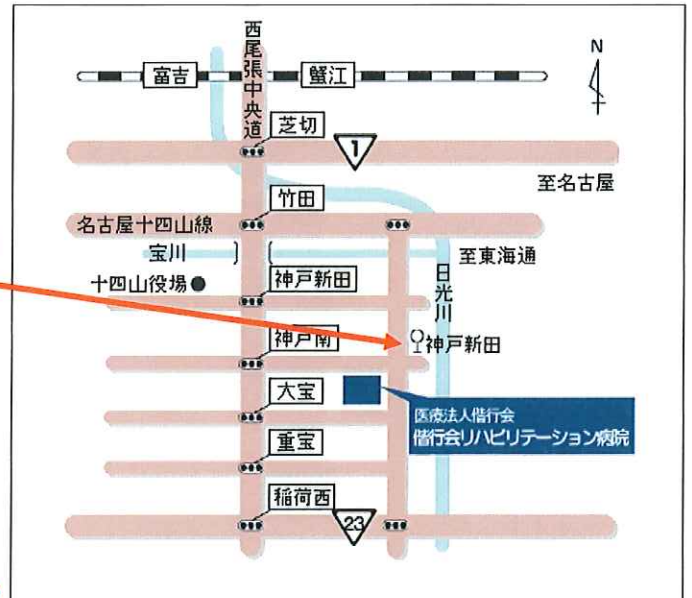 西尾張中央道
N
富吉
蟹江
芝切
1
至名古屋
竹田
名古屋十四山線
宝川
至東海通
十四山役場
神戸新田
日光川
神戸南
神戸新田
大宝
医療法人偕行会
偕行会リハビリテーション病院
重宝
稲荷西
23